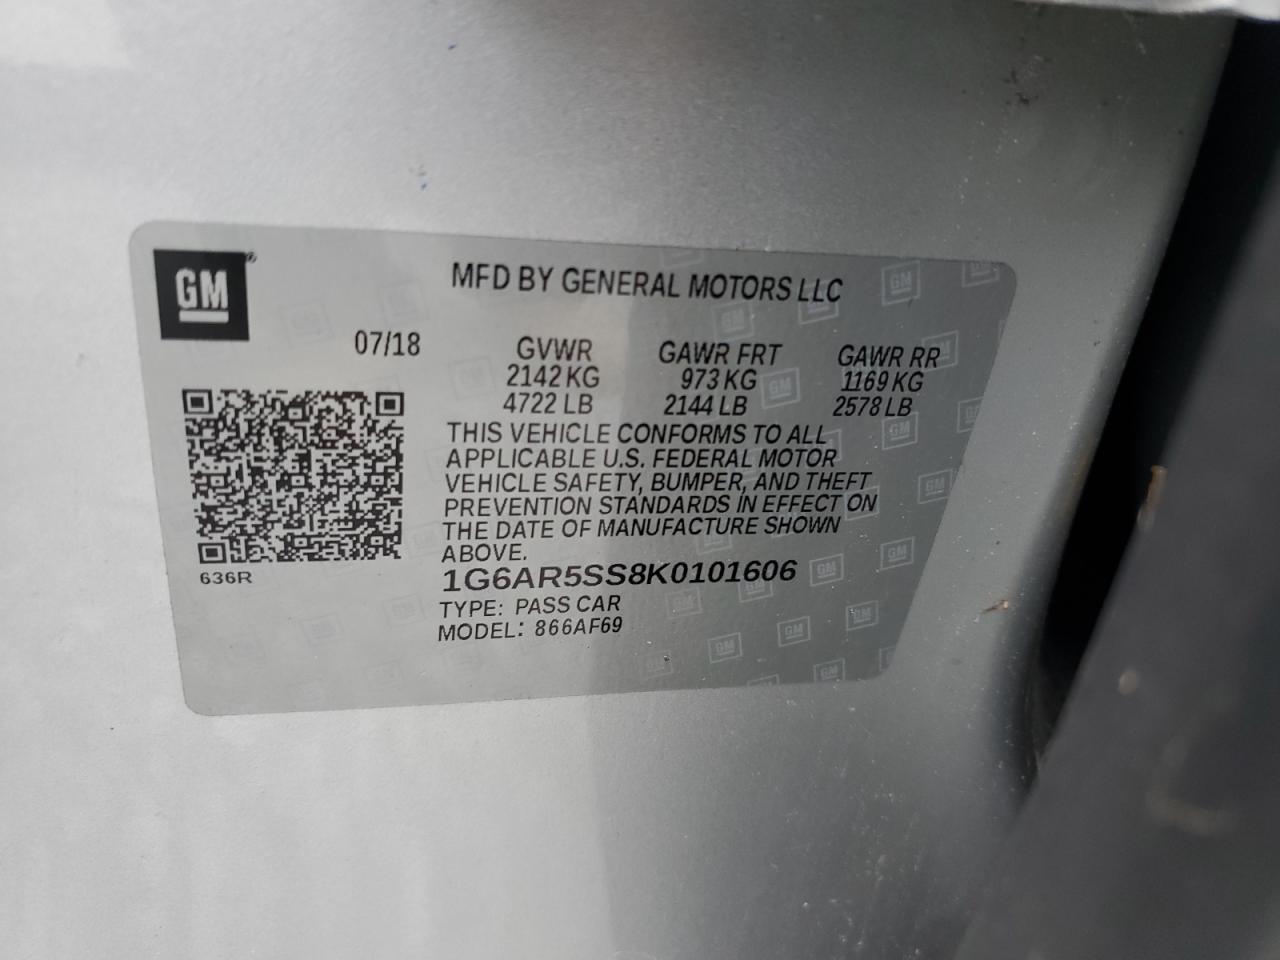 GM
MFD BY GENERAL MOTORS LLC
07/18
GVWR GAWR FRT GAWR RR
2142 KG 973 KG 1169 KG
4722 LB 2144 LB 2578 LB
THIS VEHICLE CONFORMS TO ALL
APPLICABLE U.S. FEDERAL MOTOR
VEHICLE SAFETY, BUMPER, AND THEFT
PREVENTION STANDARDS IN EFFECT ON
THE DATE OF MANUFACTURE SHOWN
ABOVE.
636R
1G6AR5SS8K0101606
TYPE: PASS CAR
MODEL: 866AF69